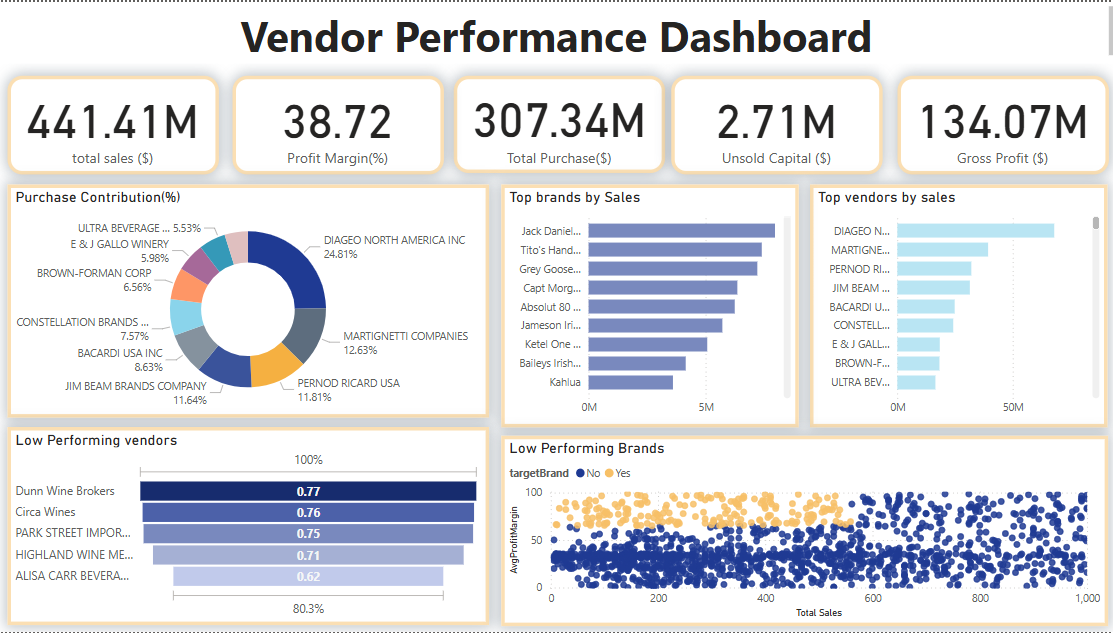 Vendor Performance Dashboard
441.41M
total sales ($)
38.72
Profit Margin(%)
307.34M
Total Purchase($)
2.71M
Unsold Capital ($)
134.07M
Gross Profit ($)
Purchase Contribution(%)
ULTRA BEVERAGE ... 5.53%
E & J GALLO WINERY
5.98%
BROWN-FORMAN CORP
6.56%
CONSTELLATION BRANDS ...
7.57%
BACARDI USA INC
8.63%
JIM BEAM BRANDS COMPANY
11.64%
DIAGEO NORTH AMERICA INC
24.81%
MARTIGNETTI COMPANIES
12.63%
PERNOD RICARD USA
11.81%
Top brands by Sales
Jack Daniel...
Tito's Hand...
Grey Goose...
Capt Morg...
Absolut 80 ...
Jameson Iri...
Ketel One ...
Baileys Irish...
Kahlua
0M 5M
Top vendors by sales
DIAGEO N...
MARTIGNE...
PERNOD RI...
JIM BEAM ...
BACARDI U...
CONSTELL...
E & J GALL...
BROWN-F...
ULTRA BEV...
0M 50M
Low Performing vendors
100%
Dunn Wine Brokers 0.77
Circa Wines 0.76
PARK STREET IMPOR... 0.75
HIGHLAND WINE ME... 0.71
ALISA CARR BEVERA... 0.62
80.3%
Low Performing Brands
targetBrand No Yes
AvgProfitMargin
100
50
0
0 200 400 600 800 1,000
Total Sales